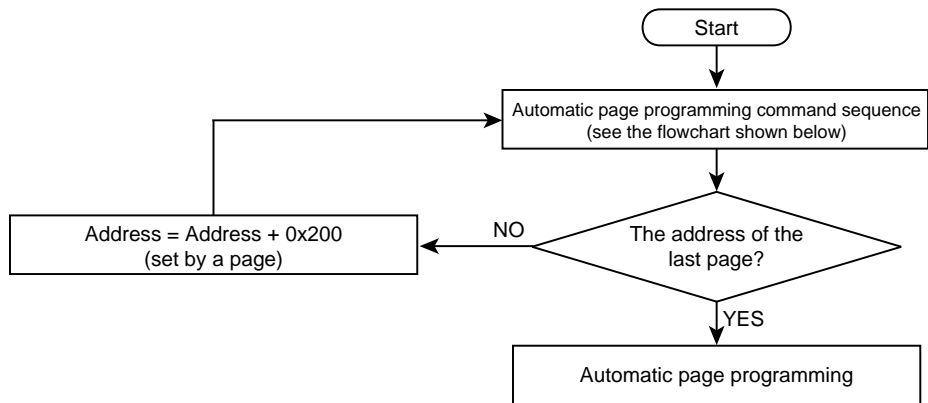 Start
Automatic page programming command sequence
(see the flowchart shown below)
Address = Address + 0x200
(set by a page)
NO
The address of the
last page?
YES
Automatic page programming